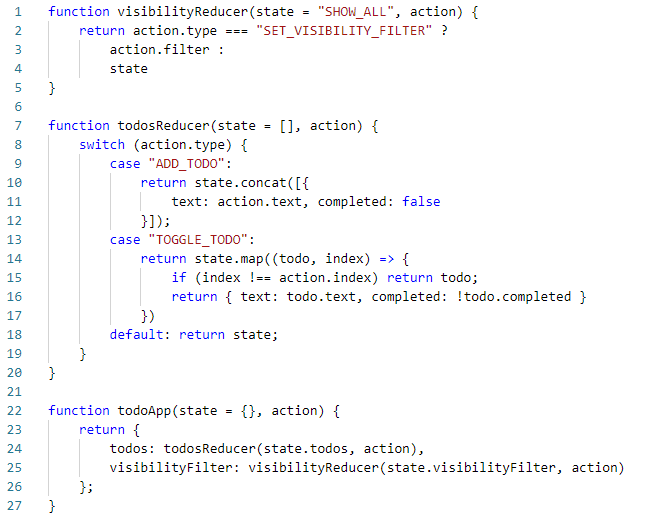 1 function visibilityReducer(state = "SHOW_ALL", action) {
2     return action.type === "SET_VISIBILITY_FILTER" ?
3         action.filter :
4         state
5 }
6
7 function todosReducer(state = [], action) {
8     switch (action.type) {
9         case "ADD_TODO":
10             return state.concat([{
11                 text: action.text, completed: false
12             }]);
13         case "TOGGLE_TODO":
14             return state.map((todo, index) => {
15                 if (index !== action.index) return todo;
16                 return { text: todo.text, completed: !todo.completed }
17             })
18         default: return state;
19     }
20 }
21
22 function todoApp(state = {}, action) {
23     return {
24         todos: todosReducer(state.todos, action),
25         visibilityFilter: visibilityReducer(state.visibilityFilter, action)
26     };
27 }